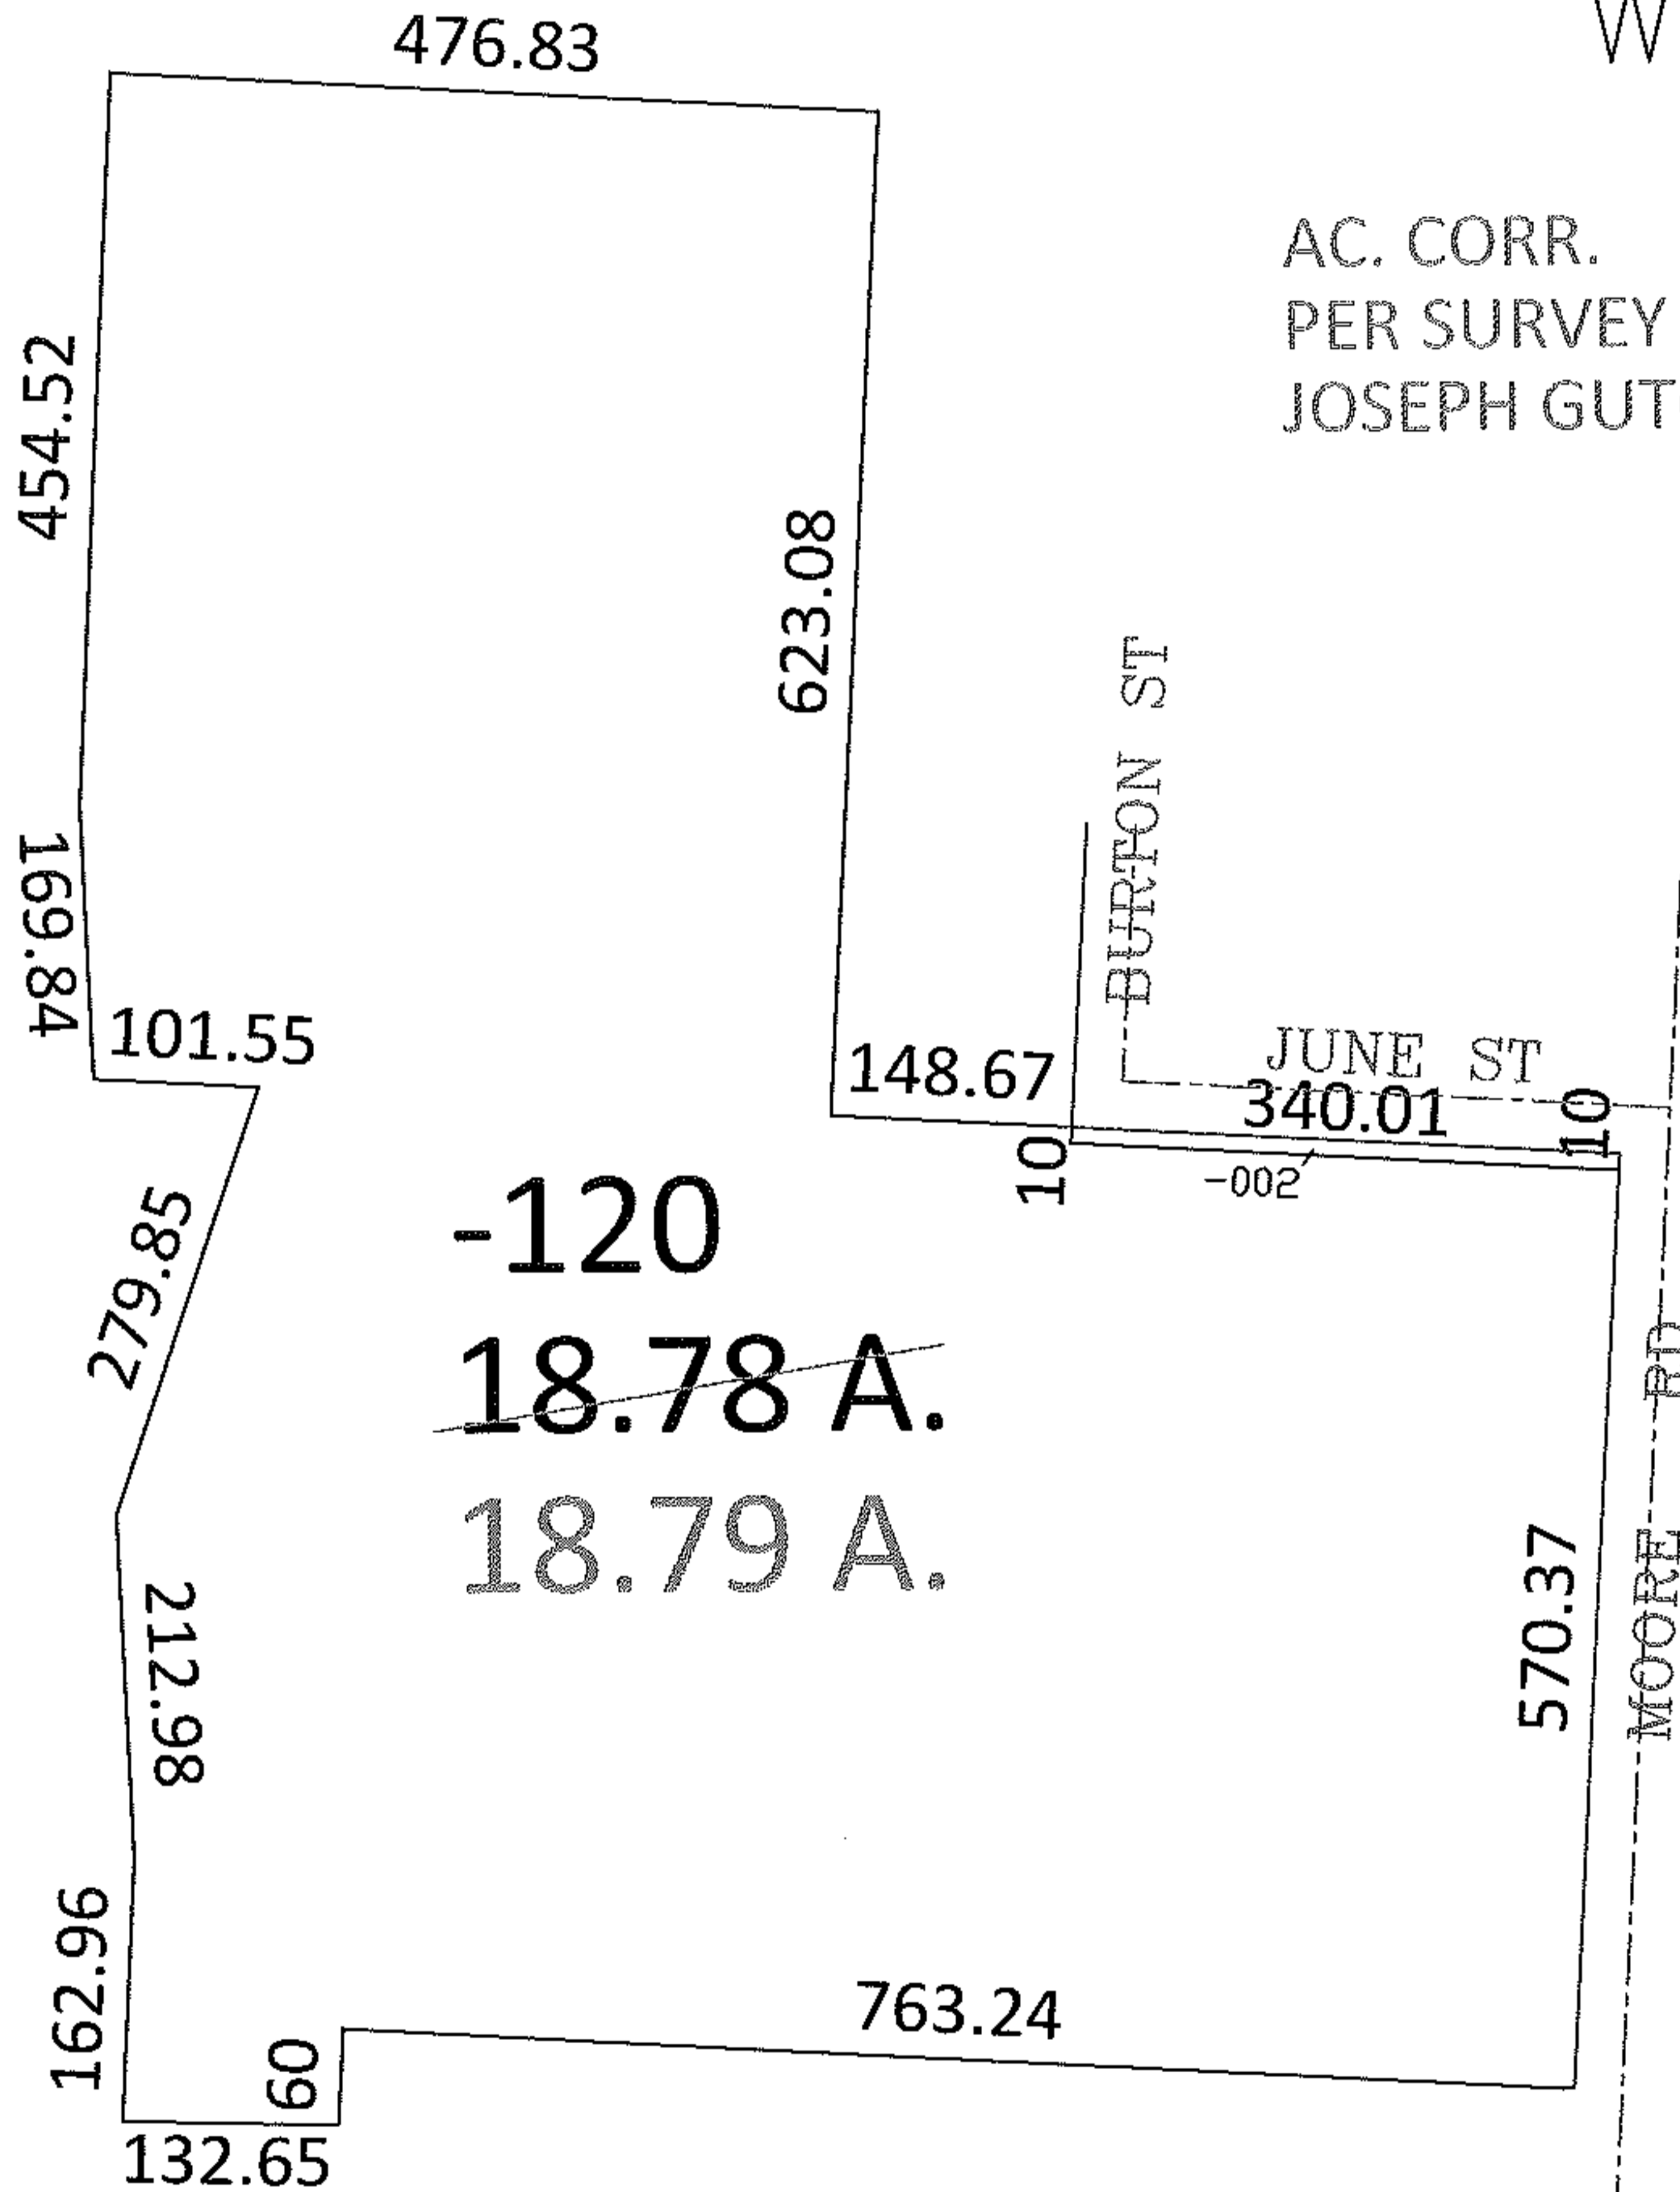 W
476.83
AC. CORR.
PER SURVEY
JOSEPH GUT
454.52
623.08
BURTON ST
169.84
101.55
148.67
JUNE ST
340.01
10
10
-002
279.85
-120
18.78 A.
18.79 A.
MOORE RD
570.37
212.98
162.96
763.24
60
132.65